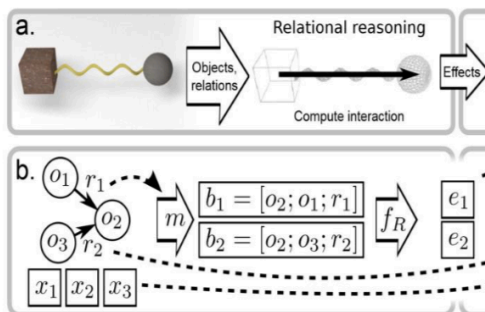 a.
Relational reasoning
Objects,
relations
Compute interaction
Effects
b.
o₁
r₁
o₂
o₃
r₂
m
b₁ = [o₂; o₁; r₁]
b₂ = [o₂; o₃; r₂]
f_R
e₁
e₂
x₁ x₂ x₃